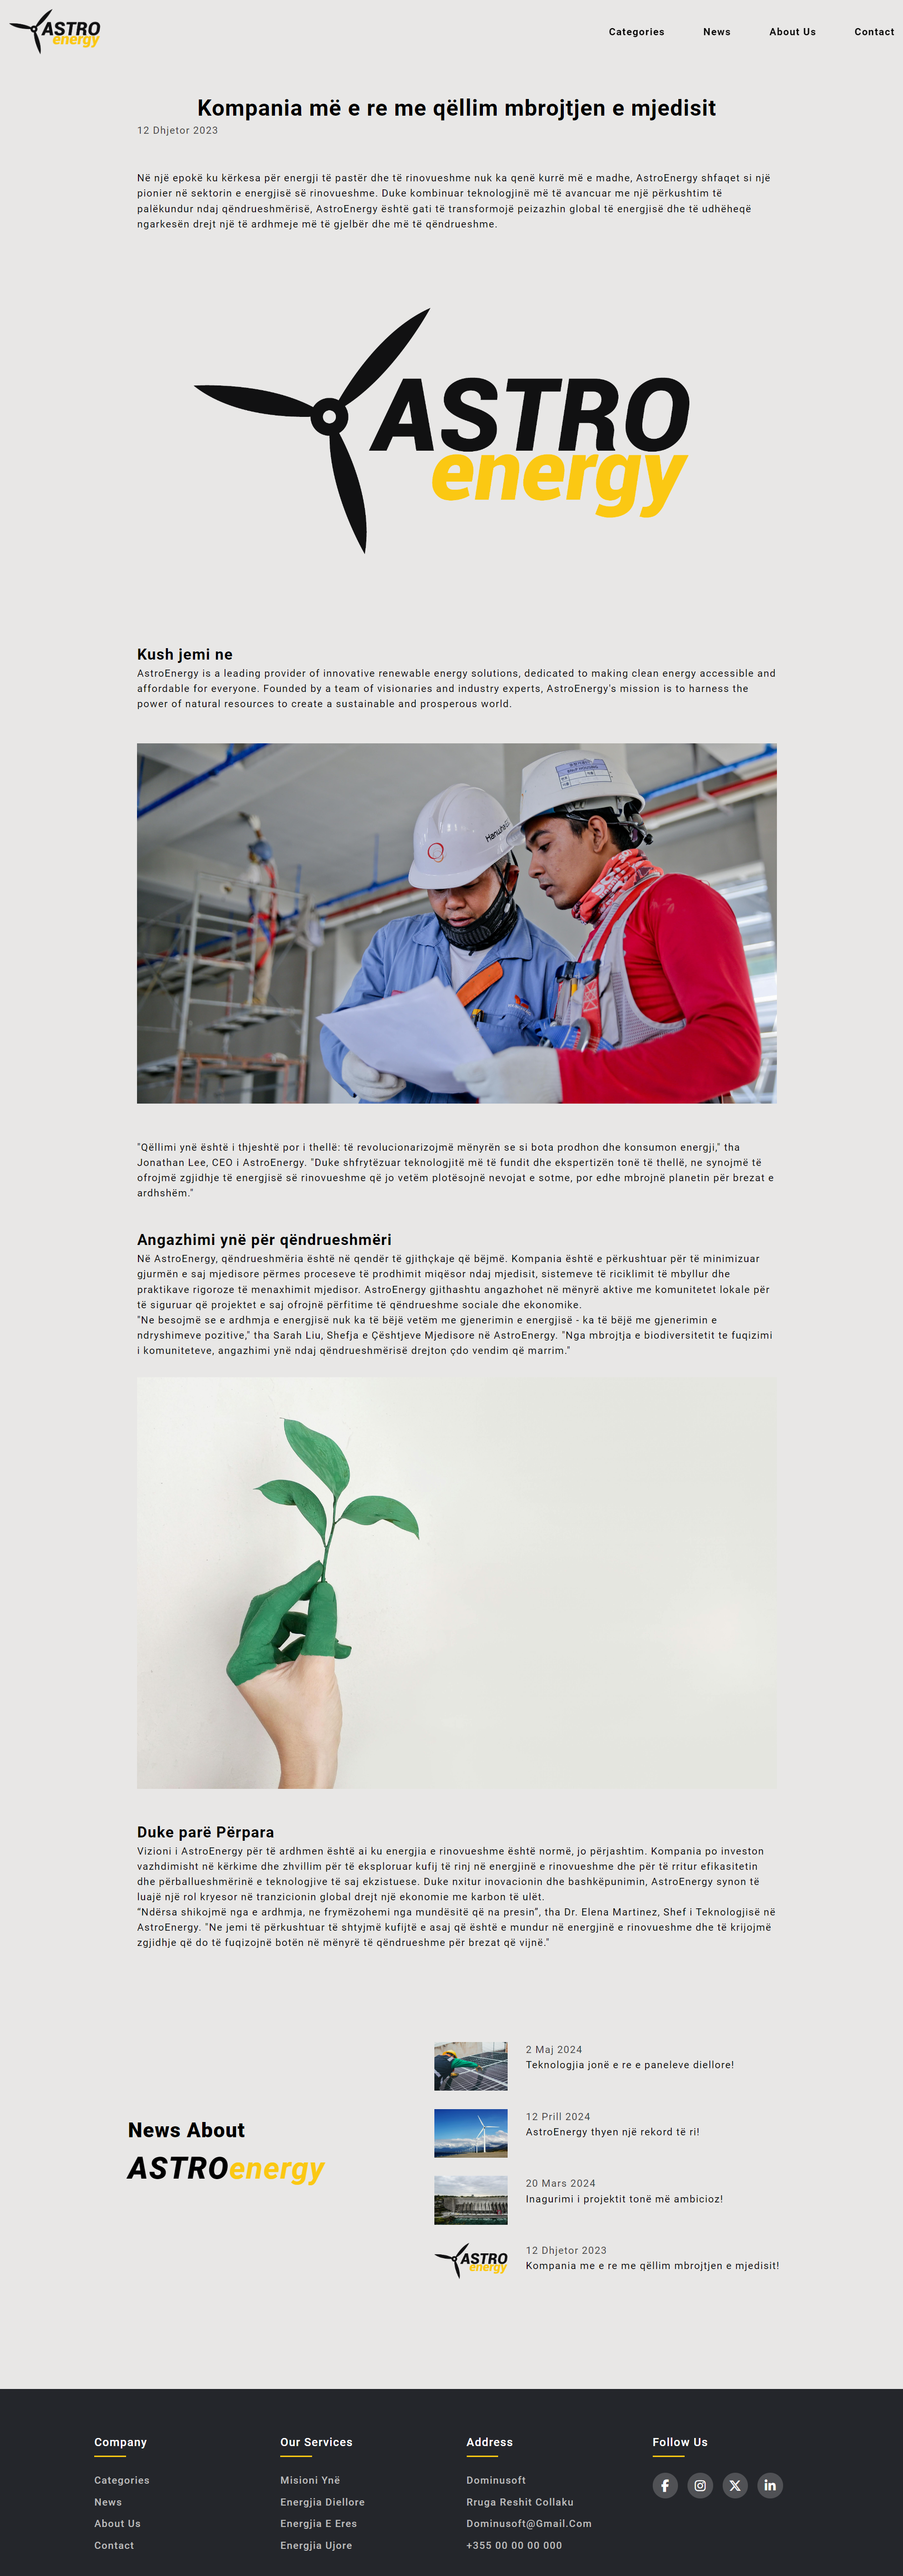 ASTRO
energy
Categories
News
About Us
Contact
Kompania më e re me qëllim mbrojtjen e mjedisit
12 Dhjetor 2023
Në një epokë ku kërkesa për energji të pastër dhe të rinovueshme nuk ka qenë kurrë më e madhe, AstroEnergy shfaqet si një
pionier në sektorin e energjisë së rinovueshme. Duke kombinuar teknologjinë më të avancuar me një përkushtim të
palëkundur ndaj qëndrueshmërisë, AstroEnergy është gati të transformojë peizazhin global të energjisë dhe të udhëheqë
ngarkesën drejt një të ardhmeje më të gjelbër dhe më të qëndrueshme.
ASTRO
energy
Kush jemi ne
AstroEnergy is a leading provider of innovative renewable energy solutions, dedicated to making clean energy accessible and
affordable for everyone. Founded by a team of visionaries and industry experts, AstroEnergy's mission is to harness the
power of natural resources to create a sustainable and prosperous world.
Hanwha
"Qëllimi ynë është i thjeshtë por i thellë: të revolucionarizojmë mënyrën se si bota prodhon dhe konsumon energji," tha
Jonathan Lee, CEO i AstroEnergy. "Duke shfrytëzuar teknologjitë më të fundit dhe ekspertizën tonë të thellë, ne synojmë të
ofrojmë zgjidhje të energjisë së rinovueshme që jo vetëm plotësojnë nevojat e sotme, por edhe mbrojnë planetin për brezat e
ardhshëm."
Angazhimi ynë për qëndrueshmëri
Në AstroEnergy, qëndrueshmëria është në qendër të gjithçkaje që bëjmë. Kompania është e përkushtuar për të minimizuar
gjurmën e saj mjedisore përmes proceseve të prodhimit miqësor ndaj mjedisit, sistemeve të riciklimit të mbyllur dhe
praktikave rigoroze të menaxhimit mjedisor. AstroEnergy gjithashtu angazhohet në mënyrë aktive me komunitetet lokale për
të siguruar që projektet e saj ofrojnë përfitime të qëndrueshme sociale dhe ekonomike.
"Ne besojmë se e ardhmja e energjisë nuk ka të bëjë vetëm me gjenerimin e energjisë - ka të bëjë me gjenerimin e
ndryshimeve pozitive," tha Sarah Liu, Shefja e Çështjeve Mjedisore në AstroEnergy. "Nga mbrojtja e biodiversitetit te fuqizimi
i komuniteteve, angazhimi ynë ndaj qëndrueshmërisë drejton çdo vendim që marrim."
Duke parë Përpara
Vizioni i AstroEnergy për të ardhmen është ai ku energjia e rinovueshme është normë, jo përjashtim. Kompania po investon
vazhdimisht në kërkime dhe zhvillim për të eksploruar kufij të rinj në energjinë e rinovueshme dhe për të rritur efikasitetin
dhe përballueshmërinë e teknologjive të saj ekzistuese. Duke nxitur inovacionin dhe bashkëpunimin, AstroEnergy synon të
luajë një rol kryesor në tranzicionin global drejt një ekonomie me karbon të ulët.
“Ndërsa shikojmë nga e ardhmja, ne frymëzohemi nga mundësitë që na presin”, tha Dr. Elena Martinez, Shef i Teknologjisë në
AstroEnergy. "Ne jemi të përkushtuar të shtyjmë kufijtë e asaj që është e mundur në energjinë e rinovueshme dhe të krijojmë
zgjidhje që do të fuqizojnë botën në mënyrë të qëndrueshme për brezat që vijnë."
News About
ASTROenergy
2 Maj 2024
Teknologjia jonë e re e paneleve diellore!
12 Prill 2024
AstroEnergy thyen një rekord të ri!
20 Mars 2024
Inagurimi i projektit tonë më ambicioz!
ASTRO
energy
12 Dhjetor 2023
Kompania me e re me qëllim mbrojtjen e mjedisit!
Company
Categories
News
About Us
Contact
Our Services
Misioni Ynë
Energjia Diellore
Energjia E Eres
Energjia Ujore
Address
Dominusoft
Rruga Reshit Collaku
Dominusoft@Gmail.Com
+355 00 00 00 000
Follow Us